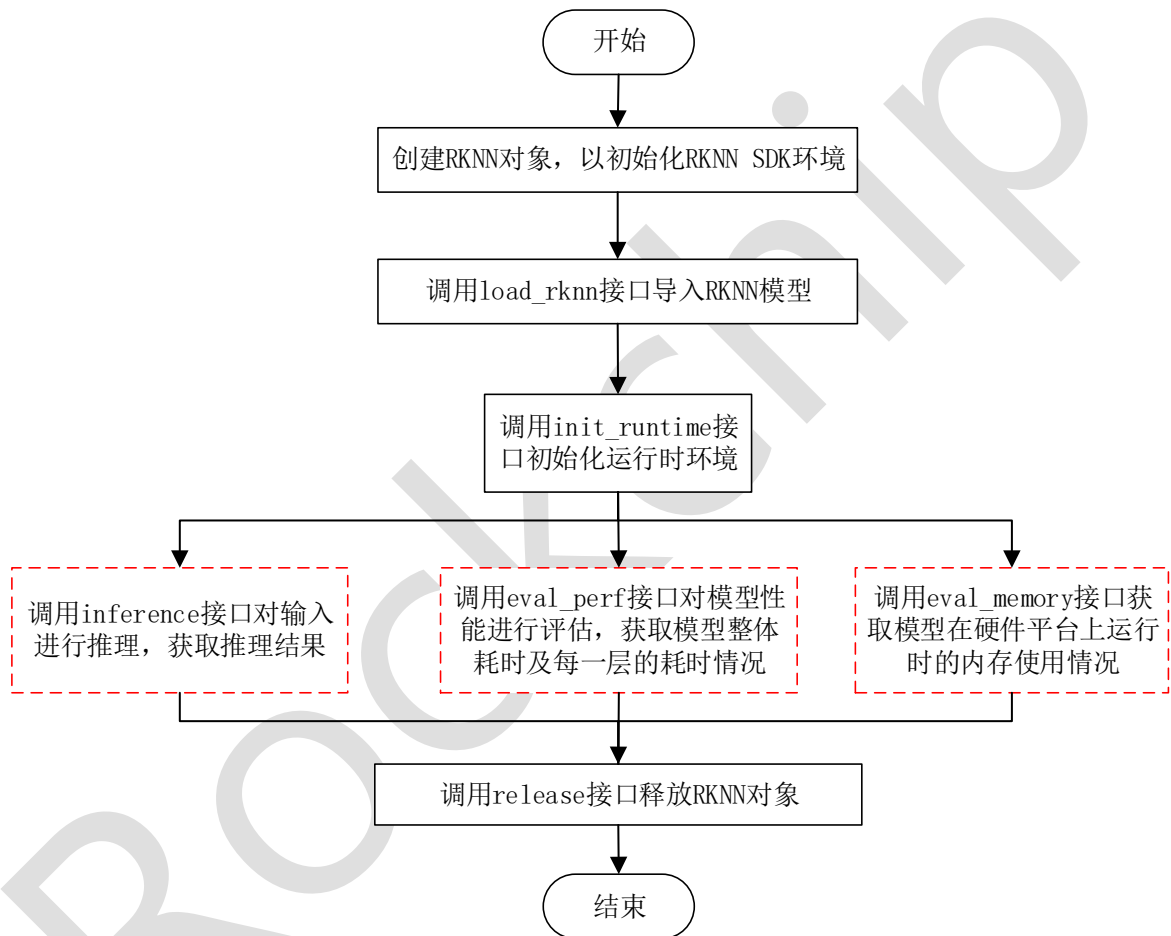 开始
创建RKNN对象，以初始化RKNN SDK环境
调用load_rknn接口导入RKNN模型
调用init_runtime接
口初始化运行时环境
调用inference接口对输入
进行推理，获取推理结果
调用eval_perf接口对模型性
能进行评估，获取模型整体
耗时及每一层的耗时情况
调用eval_memory接口获
取模型在硬件平台上运行
时的内存使用情况
调用release接口释放RKNN对象
结束
Rockchip